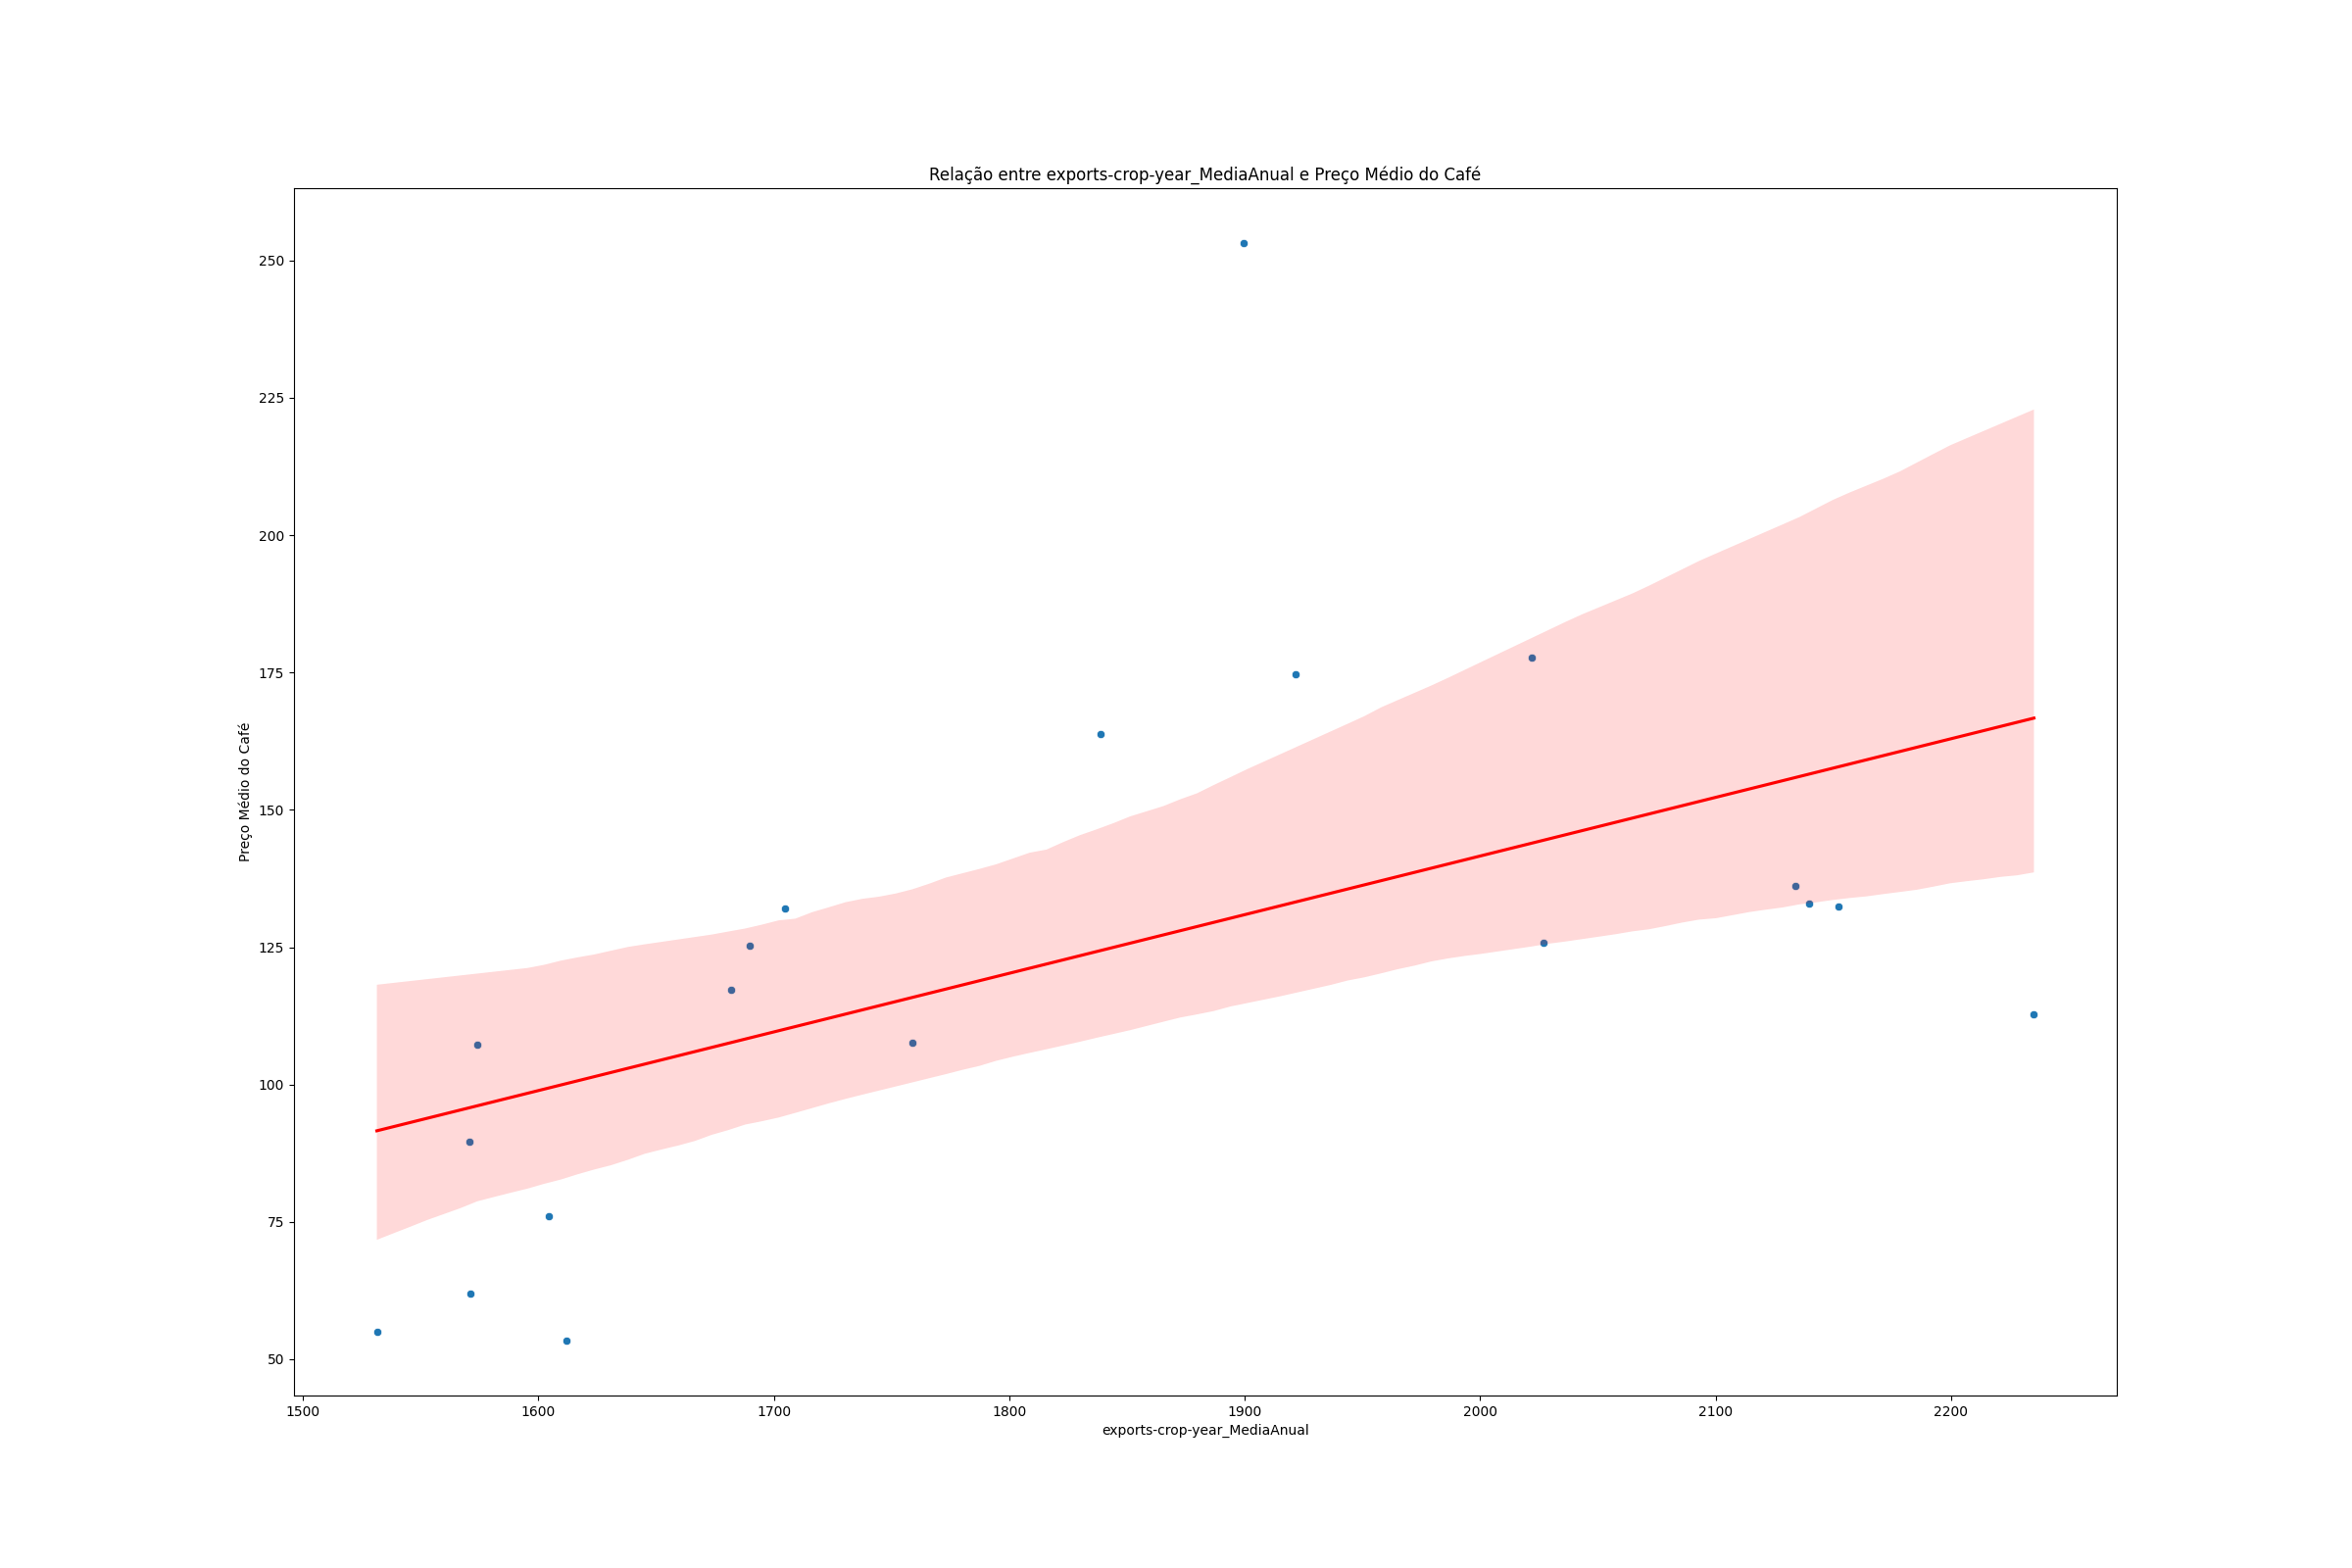 Relação entre exports-crop-year_MediaAnual e Preço Médio do Café
250
225
200
175
150
125
100
75
50
Preço Médio do Café
1500 1600 1700 1800 1900 2000 2100 2200
exports-crop-year_MediaAnual